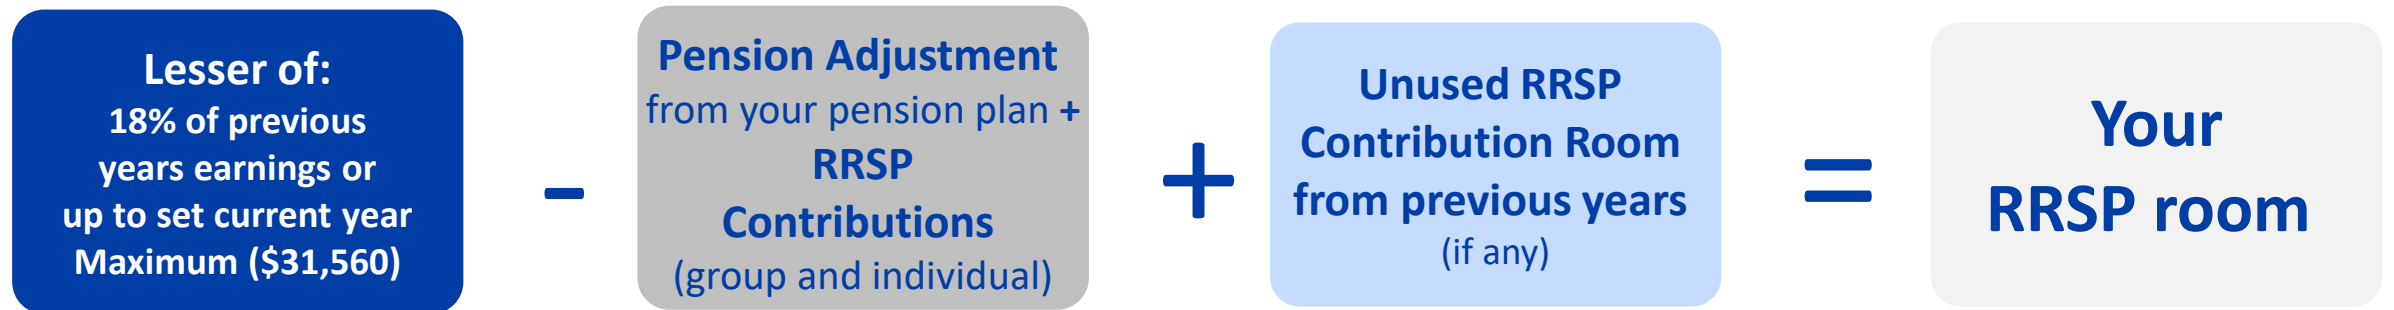 Lesser of:
18% of previous
years earnings or
up to set current year
Maximum ($31,560)
-
Pension Adjustment
from your pension plan +
RRSP
Contributions
(group and individual)
+
Unused RRSP
Contribution Room
from previous years
(if any)
=
Your
RRSP room